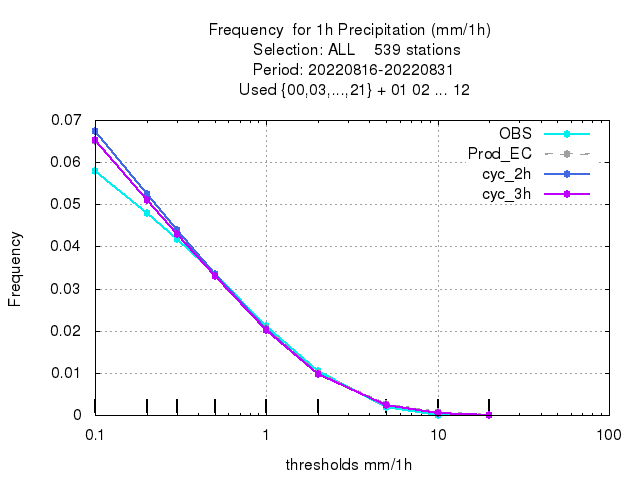 Frequency  for 1h Precipitation (mm/1h)
Selection: ALL    539 stations
Period: 20220816-20220831
Used {00,03,...,21} + 01 02 ... 12
0.07
0.06
0.05
0.04
0.03
0.02
0.01
0
Frequency
OBS
Prod_EC
cyc_2h
cyc_3h
0.1 1 10 100
thresholds mm/1h